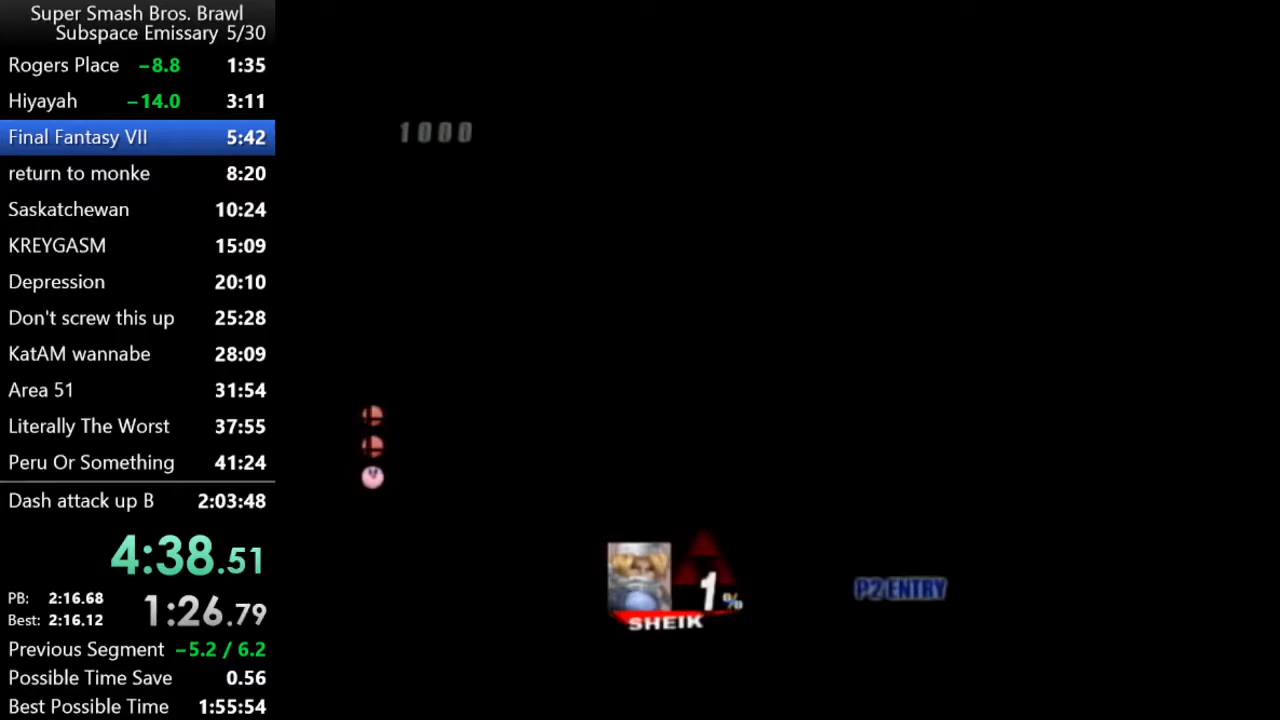 Super Smash Bros. Brawl
Subspace Emissary 5/30
Rogers Place -8.8 1:35
Hiyayah -14.0 3:11
Final Fantasy VII 5:42
return to monke 8:20
Saskatchewan 10:24
KREYGASM 15:09
Depression 20:10
Don't screw this up 25:28
KatAM wannabe 28:09
Area 51 31:54
Literally The Worst 37:55
Peru Or Something 41:24
Dash attack up B 2:03:48
4:38.51
PB: 2:16.68
Best: 2:16.12
1:26.79
Previous Segment -5.2 / 6.2
Possible Time Save 0.56
Best Possible Time 1:55:54
1000
1%
SHEIK
P2 ENTRY